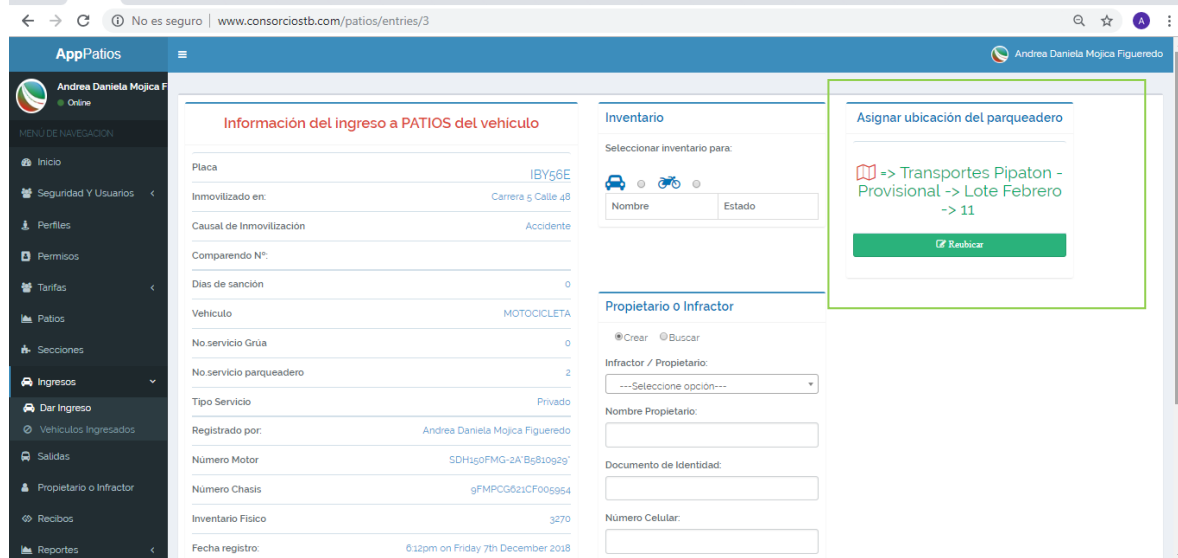 No es seguro | www.consorciostb.com/patios/entries/3
A
AppPatios
Andrea Daniela Mojica Figueredo
Andrea Daniela Mojica F
Online
MENU DE NAVEGACION
Inicio
Seguridad Y Usuarios
Perfiles
Permisos
Tarifas
Patios
Secciones
Ingresos
Dar Ingreso
Vehiculos Ingresados
Salidas
Propietario o Infractor
Recibos
Reportes
Información del ingreso a PATIOS del vehículo
Placa IBY56E
Inmovilizado en: Carrera 5 Calle 48
Causal de Inmovilización Accidente
Comparendo Nº:
Días de sanción 0
Vehículo MOTOCICLETA
No.servicio Grúa 0
No.servicio parqueadero 2
Tipo Servicio Privado
Registrado por: Andrea Daniela Mojica Figueredo
Número Motor SDH150FMG-2A*B5810929*
Número Chasis 9FMPCG621CF005954
Inventario Fisico 3270
Fecha registro: 6:12pm on Friday 7th December 2018
Inventario
Seleccionar inventario para:
Nombre Estado
Propietario o Infractor
Crear Buscar
Infractor / Propietario:
---Seleccione opción---
Nombre Propietario:
Documento de Identidad:
Número Celular:
Asignar ubicación del parqueadero
=> Transportes Pipaton -
Provisional -> Lote Febrero
-> 11
Reubicar